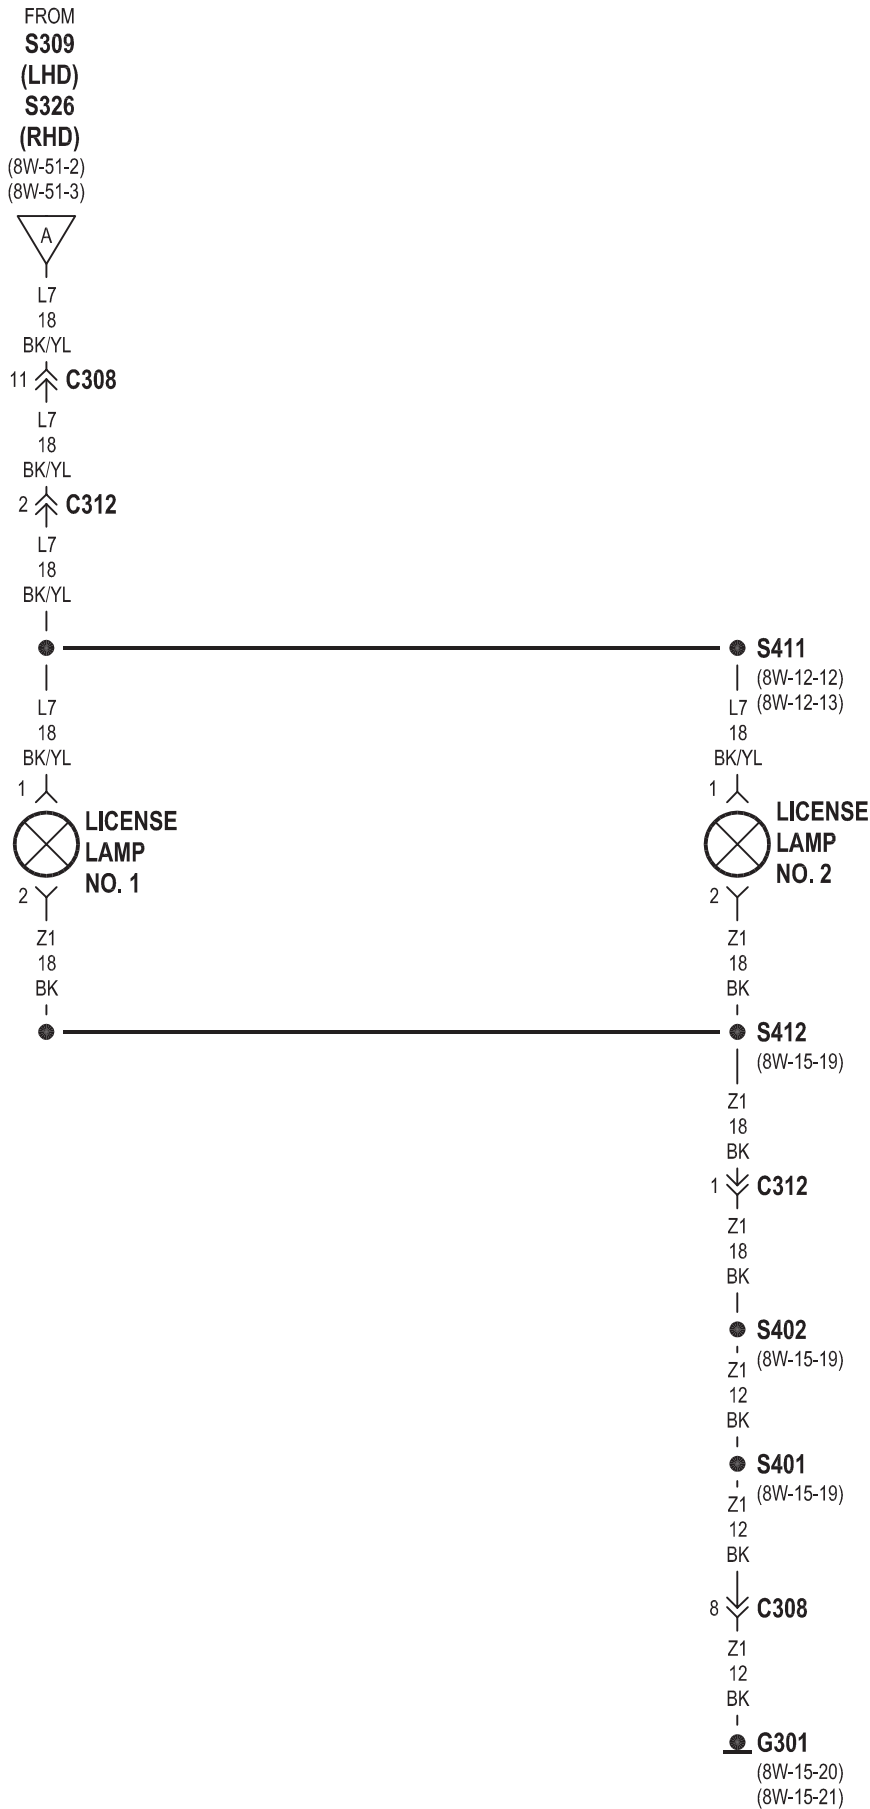 FROM
S309
(LHD)
S326
(RHD)
(8W-51-2)
(8W-51-3)
A
L7
18
BK/YL
11 C308
L7
18
BK/YL
2 C312
L7
18
BK/YL
S411
(8W-12-12)
(8W-12-13)
L7
18
BK/YL
1
LICENSE
LAMP
NO. 1
2
Z1
18
BK
L7
18
BK/YL
1
LICENSE
LAMP
NO. 2
2
Z1
18
BK
S412
(8W-15-19)
Z1
18
BK
1 C312
Z1
18
BK
S402
(8W-15-19)
Z1
12
BK
S401
(8W-15-19)
Z1
12
BK
8 C308
Z1
12
BK
G301
(8W-15-20)
(8W-15-21)